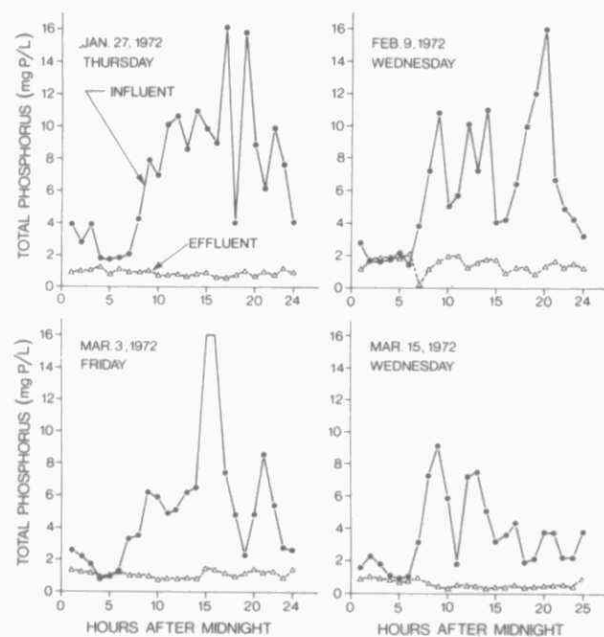 TOTAL PHOSPHORUS (mg P/L)
16
14
12
10
8
6
4
2
0
JAN. 27, 1972
THURSDAY
INFLUENT
EFFLUENT
1 5 10 15 20 24
16
14
12
10
8
6
4
2
0
FEB. 9, 1972
WEDNESDAY
1 5 10 15 20 24
TOTAL PHOSPHORUS (mg P/L)
16
14
12
10
8
6
4
2
0
MAR. 3, 1972
FRIDAY
1 5 10 15 20 24
HOURS AFTER MIDNIGHT
16
14
12
10
8
6
4
2
0
MAR. 15, 1972
WEDNESDAY
1 5 10 15 20 25
HOURS AFTER MIDNIGHT